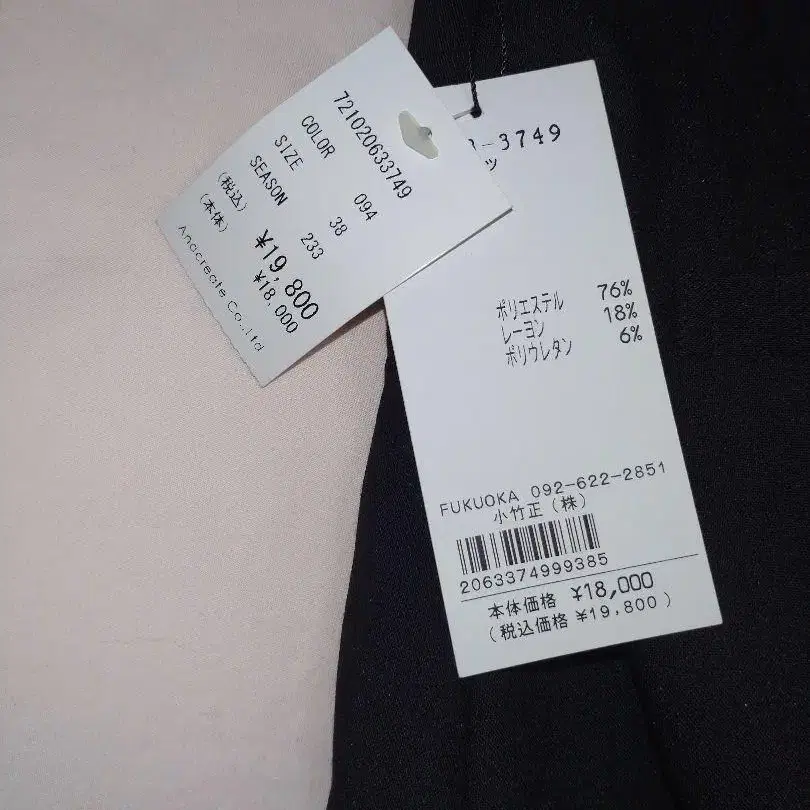 721020633749
COLOR 094
SIZE 38
SEASON 233
(税込) ¥19,800
(本体) ¥18,000
Anacreate Co.,ltd
-3749
ポリエステル 76%
レーヨン 18%
ポリウレタン 6%
FUKUOKA 092-622-2851
小竹正(株)
2063374999385
本体価格 ¥18,000
(税込価格 ¥19,800)